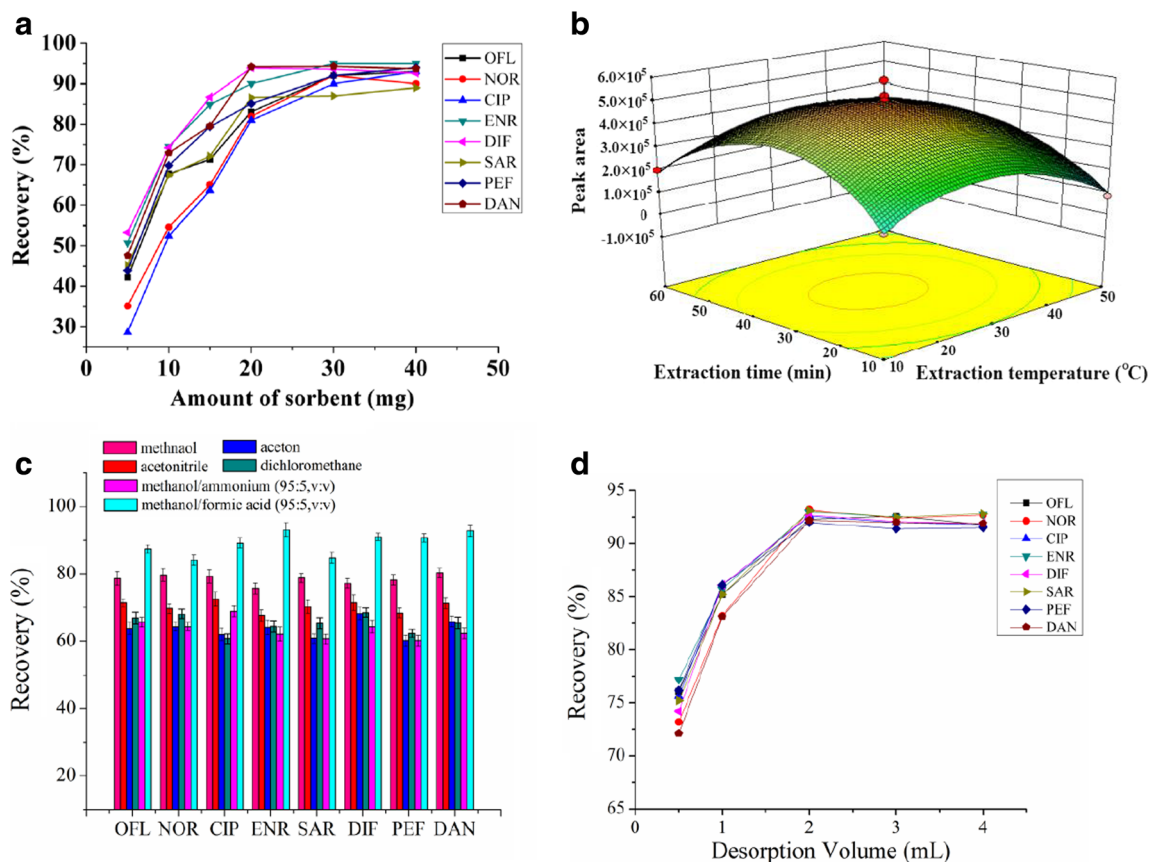 a
100
90
80
70
60
50
40
30
0
10
20
30
40
50
Recovery (%)
Amount of sorbent (mg)
OFL
NOR
CIP
ENR
DIF
SAR
PEF
DAN
b
6.0×10⁵
5.0×10⁵
4.0×10⁵
3.0×10⁵
2.0×10⁵
1.0×10⁵
0
-1.0×10⁵
Peak area
60
50
40
30
20
10
10
20
30
40
50
Extraction time (min)
Extraction temperature (°C)
c
methnaol
aceton
acetonitrile
dichloromethane
methanol/ammonium (95:5,v:v)
methanol/formic acid (95:5,v:v)
100
80
60
40
20
Recovery (%)
OFL NOR CIP ENR SAR DIF PEF DAN
d
95
90
85
80
75
70
65
0
1
2
3
4
Recovery (%)
Desorption Volume (mL)
OFL
NOR
CIP
ENR
DIF
SAR
PEF
DAN